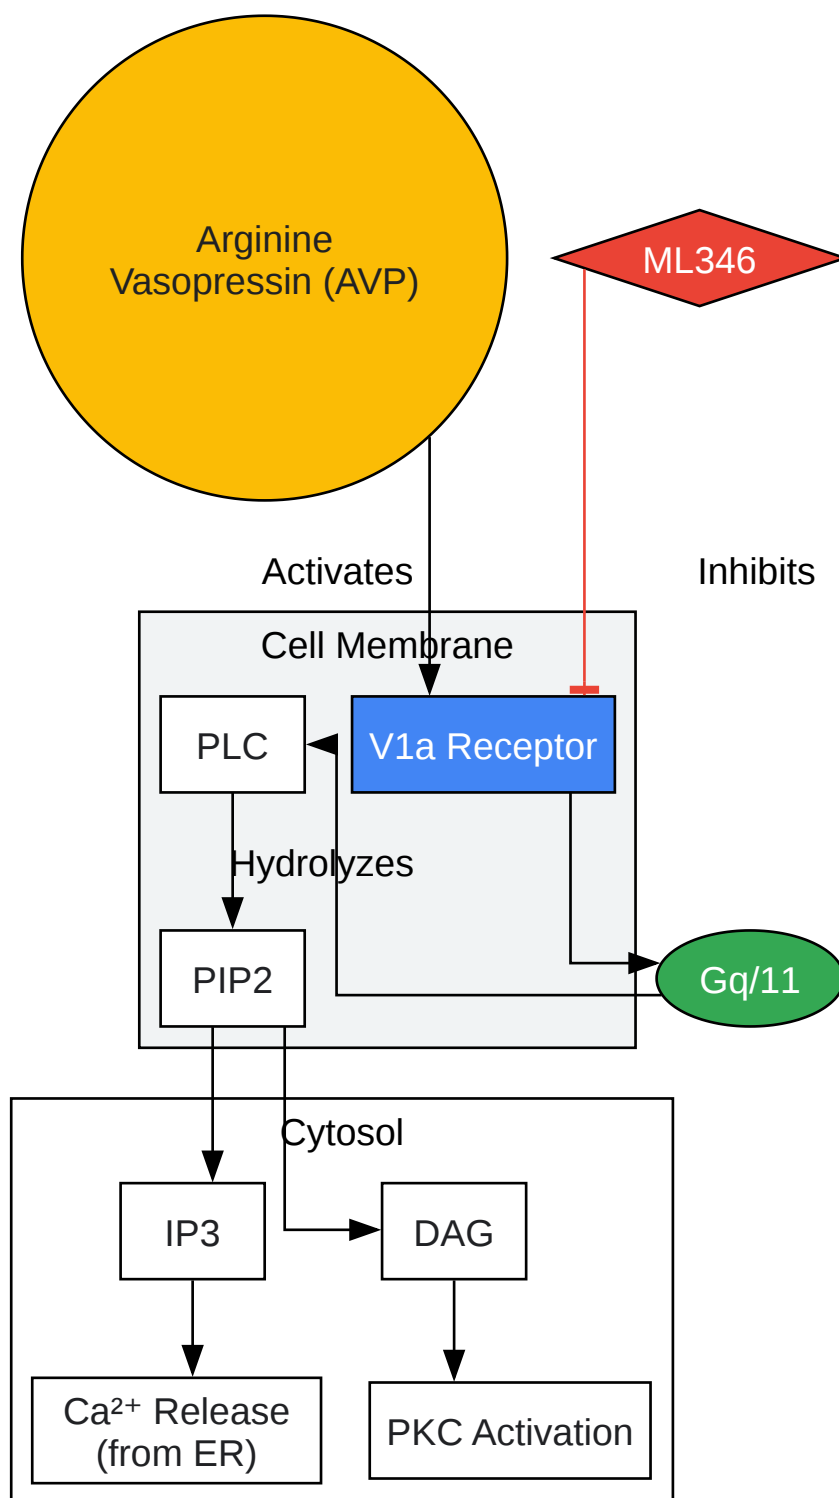 Arginine
Vasopressin (AVP)
ML346
Activates
Inhibits
Cell Membrane
PLC
V1a Receptor
Hydrolyzes
PIP2
Gq/11
Cytosol
IP3
DAG
Ca²⁺ Release
(from ER)
PKC Activation